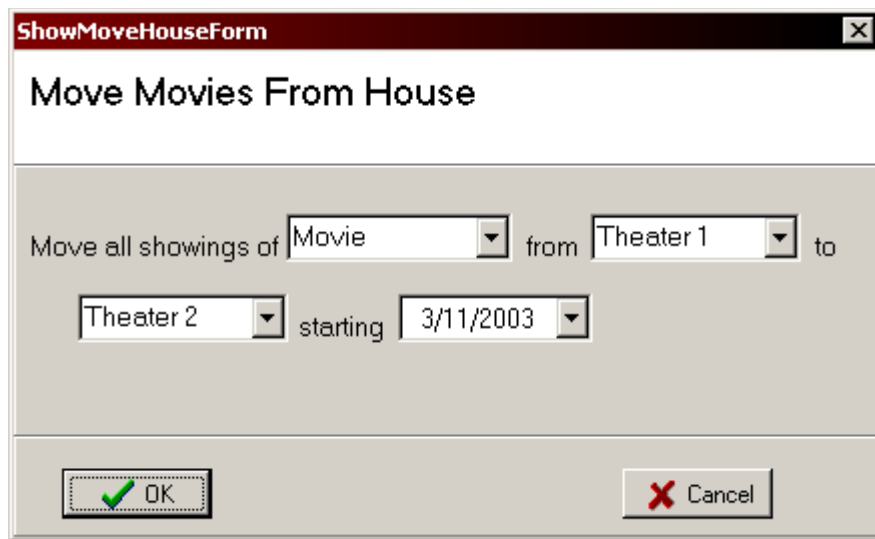 ShowMoveHouseForm
Move Movies From House
Move all showings of Movie from Theater 1 to
Theater 2 starting 3/11/2003
OK Cancel